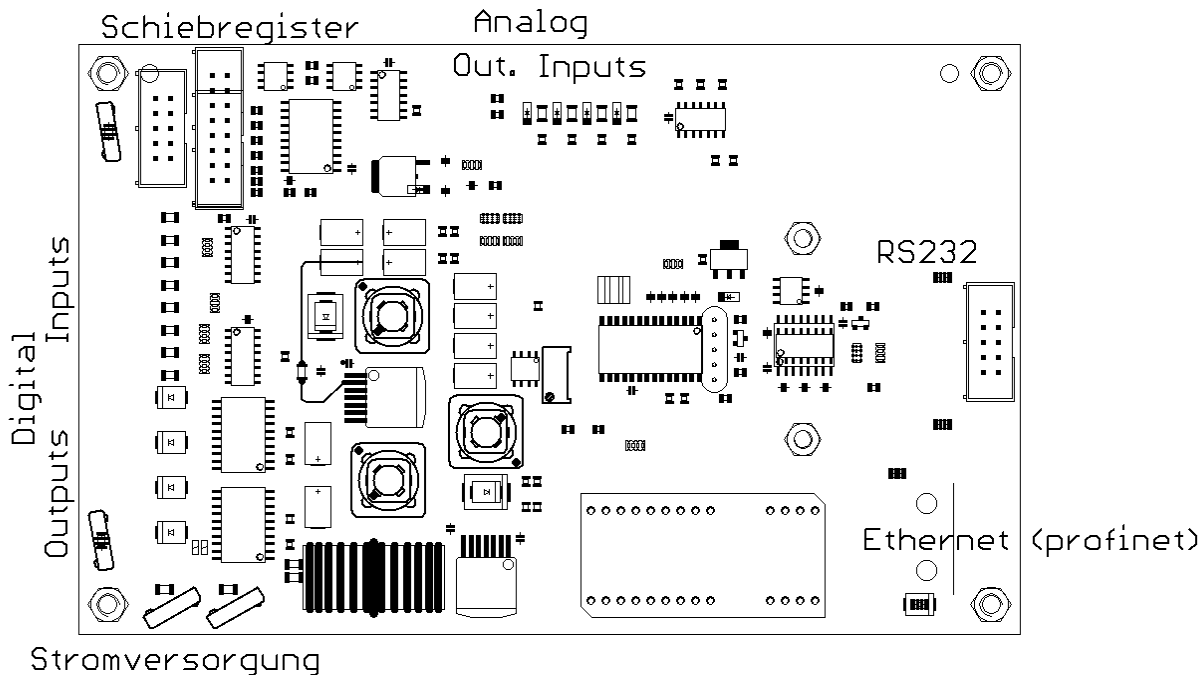 Schiebregister
Analog
Out. Inputs
RS232
Digital
Inputs
Outputs
Ethernet (profinet)
Stromversorgung